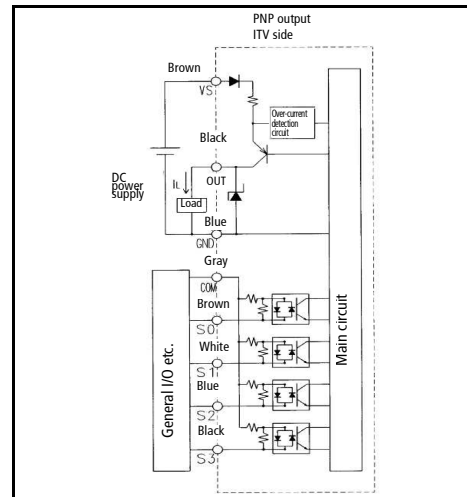 PNP output
ITV side
Brown
VS
Over-current
detection
circuit
Black
OUT
DC
power
supply
IL
Load
Blue
GND
Gray
COM
Brown
S0
White
S1
Blue
S2
Black
S3
General I/O etc.
Main circuit